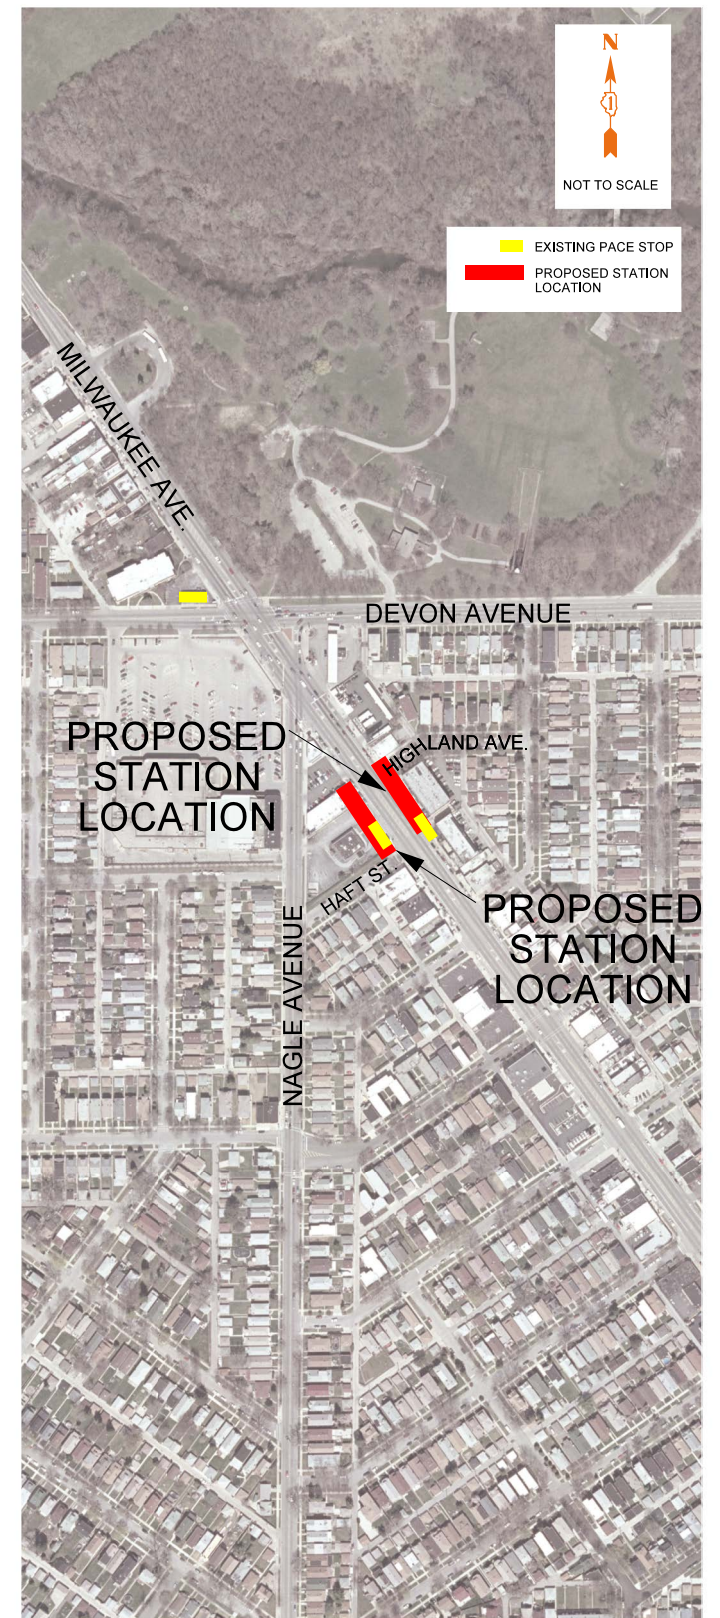 N
1
NOT TO SCALE
EXISTING PACE STOP
PROPOSED STATION
LOCATION
MILWAUKEE AVE.
DEVON AVENUE
PROPOSED
STATION
LOCATION
HIGHLAND AVE.
HAFT ST.
PROPOSED
STATION
LOCATION
NAGLE AVENUE